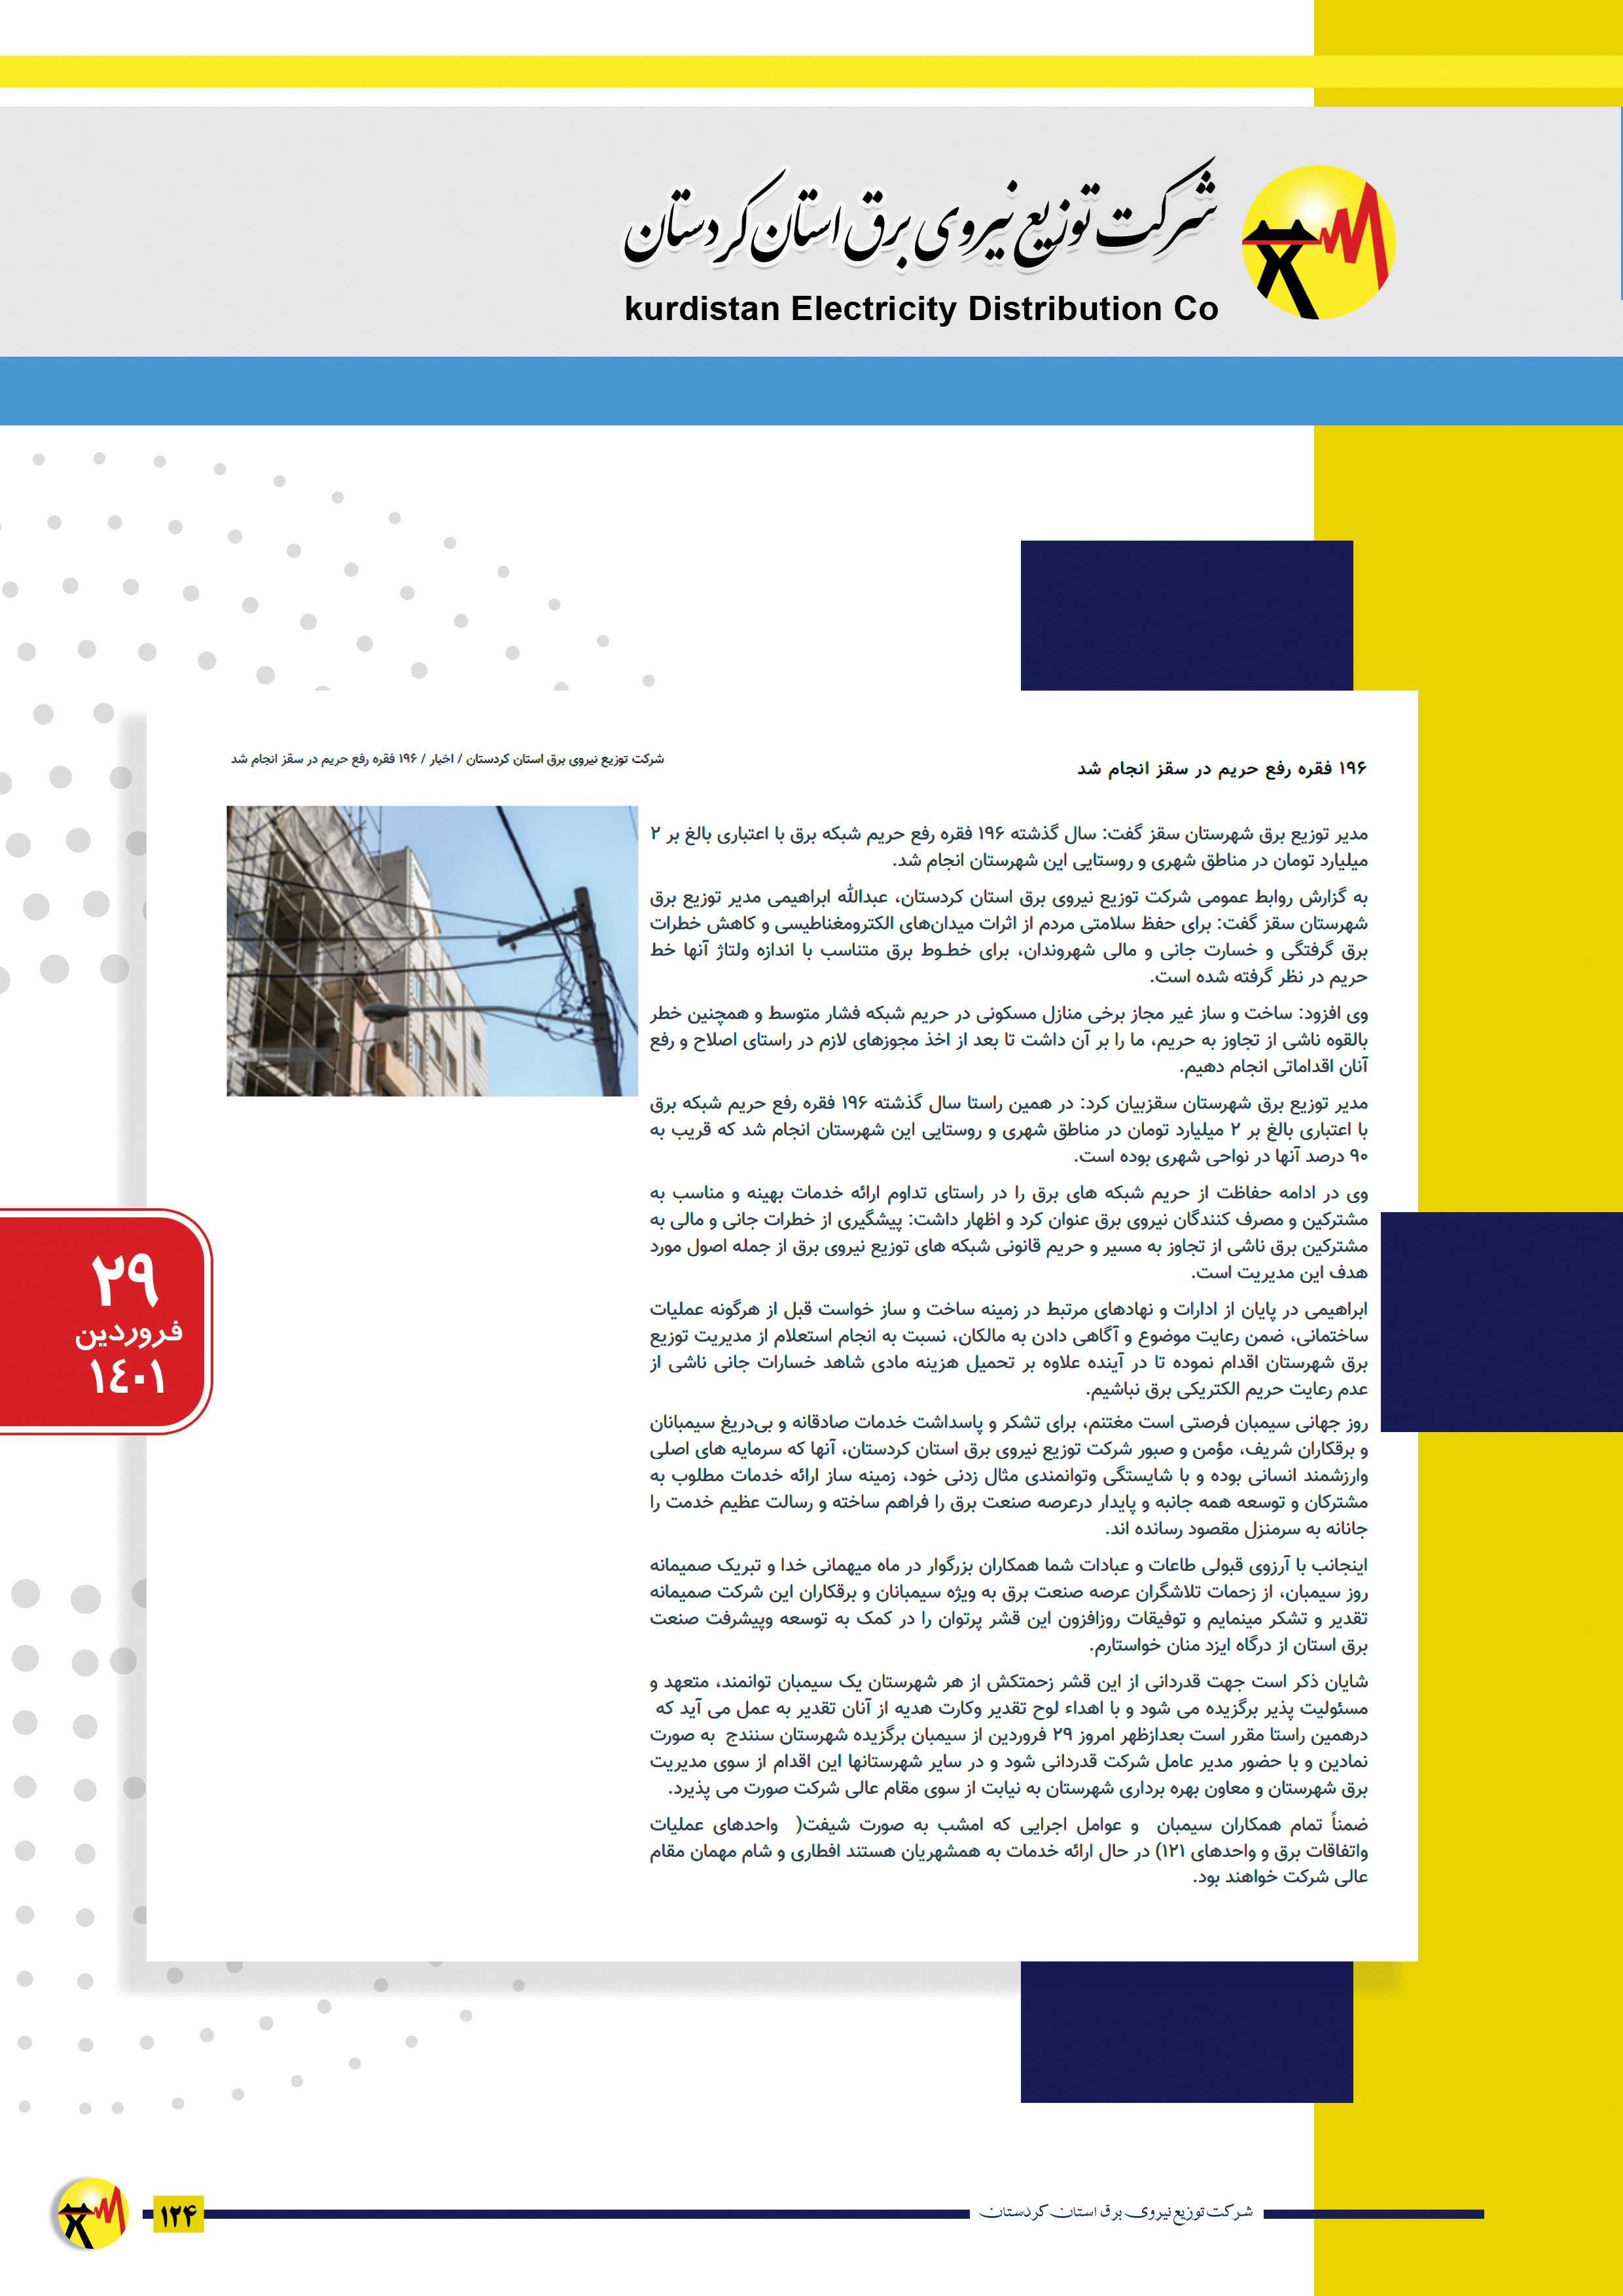 شرکت توزیع نیروی برق استان کردستان
kurdistan Electricity Distribution Co
۱۹۶ فقره رفع حریم در سقز انجام شد
شرکت توزیع نیروی برق استان کردستان / اخبار / ۱۹۶ فقره رفع حریم در سقز انجام شد
مدیر توزیع برق شهرستان سقز گفت: سال گذشته ۱۹۶ فقره رفع حریم شبکه برق با اعتباری بالغ بر ۲
میلیارد تومان در مناطق شهری و روستایی این شهرستان انجام شد.
به گزارش روابط عمومی شرکت توزیع نیروی برق استان کردستان، عبدالله ابراهیمی مدیر توزیع برق
شهرستان سقز گفت: برای حفظ سلامتی مردم از اثرات میدان‌های الکترومغناطیسی و کاهش خطرات
برق گرفتگی و خسارت جانی و مالی شهروندان، برای خطـوط برق متناسب با اندازه ولتاژ آنها خط
حریم در نظر گرفته شده است.
وی افزود: ساخت و ساز غیر مجاز برخی منازل مسکونی در حریم شبکه فشار متوسط و همچنین خطر
بالقوه ناشی از تجاوز به حریم، ما را بر آن داشت تا بعد از اخذ مجوزهای لازم در راستای اصلاح و رفع
آنان اقداماتی انجام دهیم.
مدیر توزیع برق شهرستان سقزبیان کرد: در همین راستا سال گذشته ۱۹۶ فقره رفع حریم شبکه برق
با اعتباری بالغ بر ۲ میلیارد تومان در مناطق شهری و روستایی این شهرستان انجام شد که قریب به
۹۰ درصد آنها در نواحی شهری بوده است.
وی در ادامه حفاظت از حریم شبکه های برق را در راستای تداوم ارائه خدمات بهینه و مناسب به
مشترکین و مصرف کنندگان نیروی برق عنوان کرد و اظهار داشت: پیشگیری از خطرات جانی و مالی به
مشترکین برق ناشی از تجاوز به مسیر و حریم قانونی شبکه های توزیع نیروی برق از جمله اصول مورد
هدف این مدیریت است.
ابراهیمی در پایان از ادارات و نهادهای مرتبط در زمینه ساخت و ساز خواست قبل از هرگونه عملیات
ساختمانی، ضمن رعایت موضوع و آگاهی دادن به مالکان، نسبت به انجام استعلام از مدیریت توزیع
برق شهرستان اقدام نموده تا در آینده علاوه بر تحمیل هزینه مادی شاهد خسارات جانی ناشی از
عدم رعایت حریم الکتریکی برق نباشیم.
روز جهانی سیمبان فرصتی است مغتنم، برای تشکر و پاسداشت خدمات صادقانه و بی‌دریغ سیمبانان
و برقکاران شریف، مؤمن و صبور شرکت توزیع نیروی برق استان کردستان، آنها که سرمایه های اصلی
وارزشمند انسانی بوده و با شایستگی وتوانمندی مثال زدنی خود، زمینه ساز ارائه خدمات مطلوب به
مشترکان و توسعه همه جانبه و پایدار درعرصه صنعت برق را فراهم ساخته و رسالت عظیم خدمت را
جانانه به سرمنزل مقصود رسانده اند.
اینجانب با آرزوی قبولی طاعات و عبادات شما همکاران بزرگوار در ماه میهمانی خدا و تبریک صمیمانه
روز سیمبان، از زحمات تلاشگران عرصه صنعت برق به ویژه سیمبانان و برقکاران این شرکت صمیمانه
تقدیر و تشکر مینمایم و توفیقات روزافزون این قشر پرتوان را در کمک به توسعه وپیشرفت صنعت
برق استان از درگاه ایزد منان خواستارم.
شایان ذکر است جهت قدردانی از این قشر زحمتکش از هر شهرستان یک سیمبان توانمند، متعهد و
مسئولیت پذیر برگزیده می شود و با اهداء لوح تقدیر وکارت هدیه از آنان تقدیر به عمل می آید که
درهمین راستا مقرر است بعدازظهر امروز ۲۹ فروردین از سیمبان برگزیده شهرستان سنندج به صورت
نمادین و با حضور مدیر عامل شرکت قدردانی شود و در سایر شهرستانها این اقدام از سوی مدیریت
برق شهرستان و معاون بهره برداری شهرستان به نیابت از سوی مقام عالی شرکت صورت می پذیرد.
ضمناً تمام همکاران سیمبان و عوامل اجرایی که امشب به صورت شیفت( واحدهای عملیات
واتفاقات برق و واحدهای ۱۲۱) در حال ارائه خدمات به همشهریان هستند افطاری و شام مهمان مقام
عالی شرکت خواهند بود.
۲۹
فروردین
١٤٠١
شرکت توزیع نیروی برق استان کردستان
۱۲۴